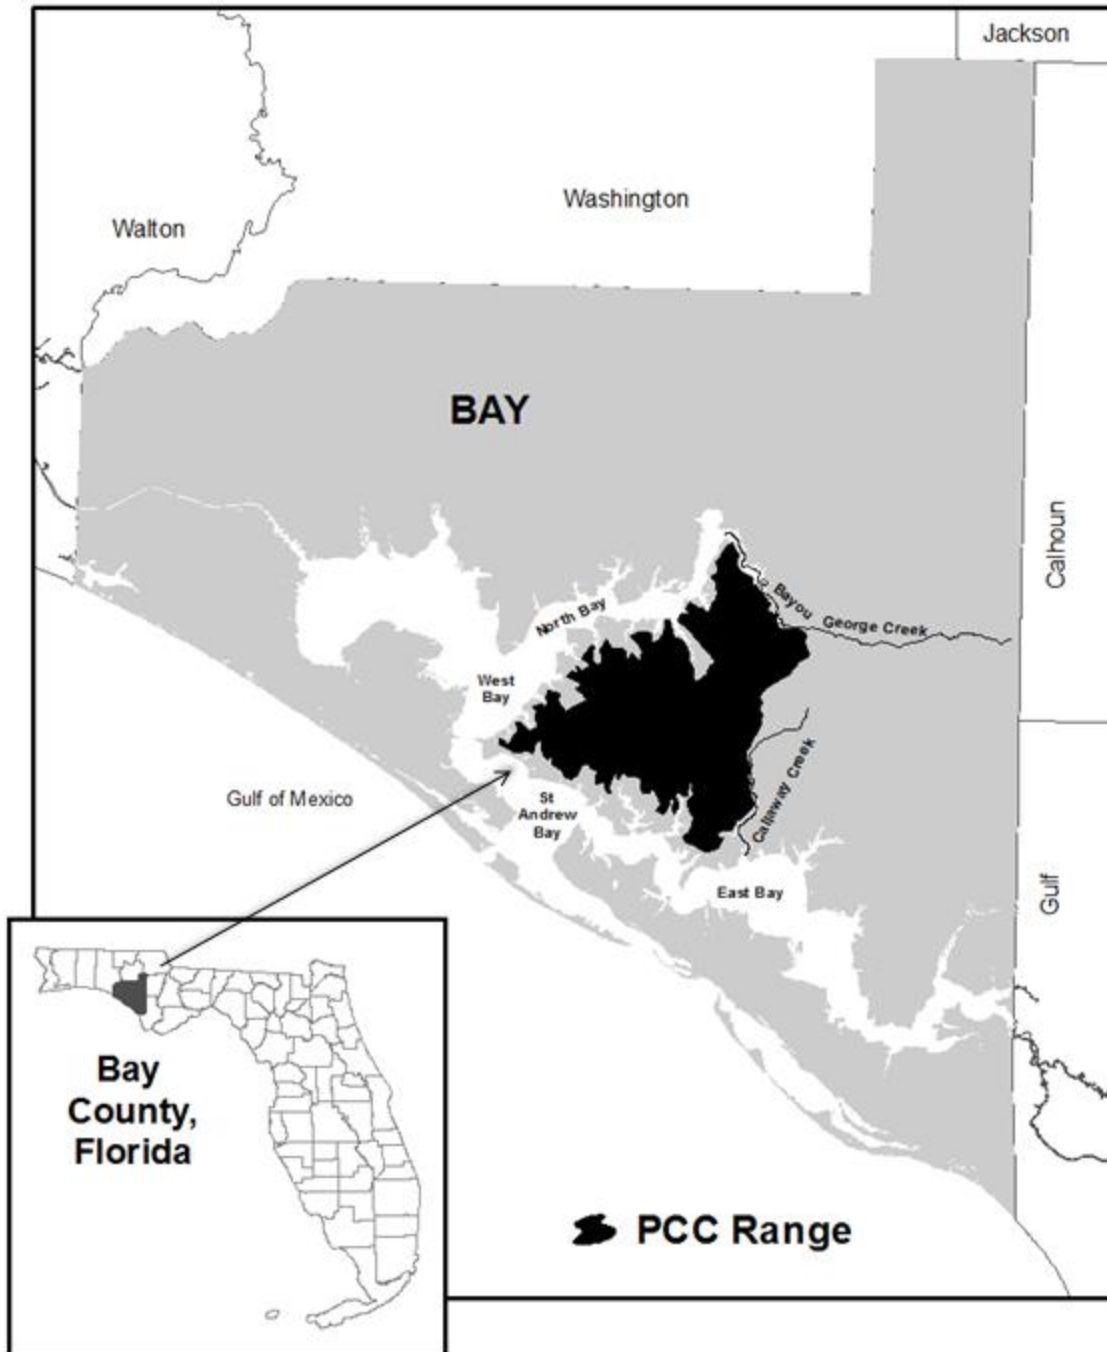 Jackson
Washington
Walton
BAY
Calhoun
North Bay
Bayou George Creek
West
Bay
Callaway Creek
Gulf of Mexico
St
Andrew
Bay
Gulf
East Bay
Bay
County,
Florida
PCC Range